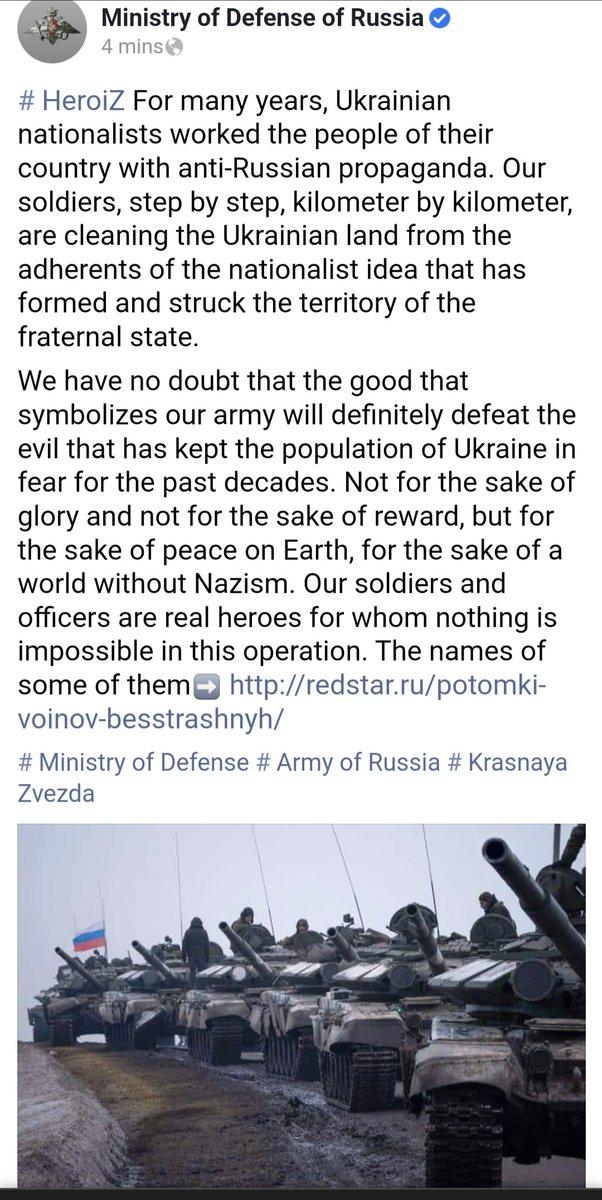 Ministry of Defense of Russia
4 mins
# HeroiZ For many years, Ukrainian
nationalists worked the people of their
country with anti-Russian propaganda. Our
soldiers, step by step, kilometer by kilometer,
are cleaning the Ukrainian land from the
adherents of the nationalist idea that has
formed and struck the territory of the
fraternal state.
We have no doubt that the good that
symbolizes our army will definitely defeat the
evil that has kept the population of Ukraine in
fear for the past decades. Not for the sake of
glory and not for the sake of reward, but for
the sake of peace on Earth, for the sake of a
world without Nazism. Our soldiers and
officers are real heroes for whom nothing is
impossible in this operation. The names of
some of them➡️ http://redstar.ru/potomki-
voinov-besstrashnyh/
# Ministry of Defense # Army of Russia # Krasnaya
Zvezda